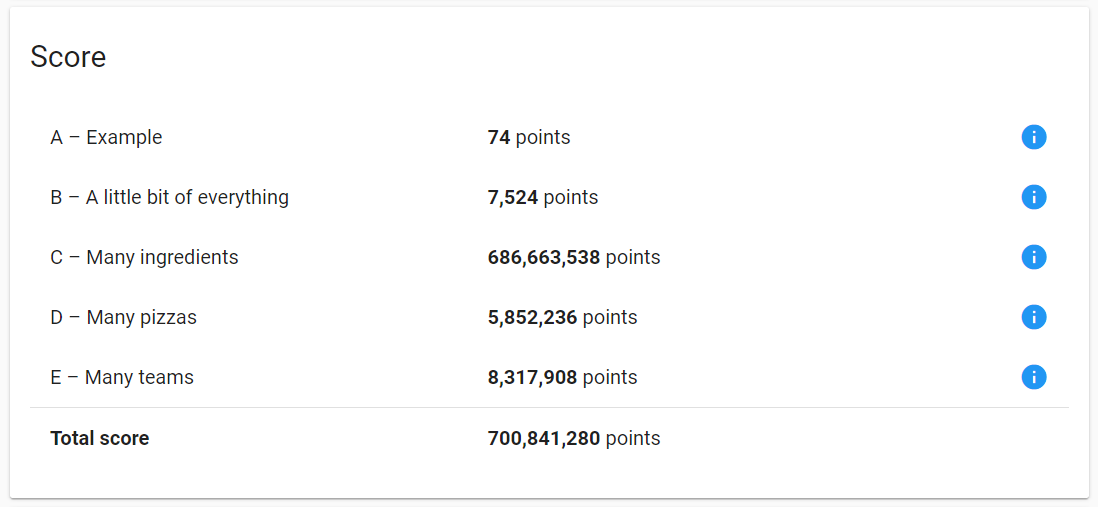 Score
A – Example 74 points
B – A little bit of everything 7,524 points
C – Many ingredients 686,663,538 points
D – Many pizzas 5,852,236 points
E – Many teams 8,317,908 points
Total score 700,841,280 points